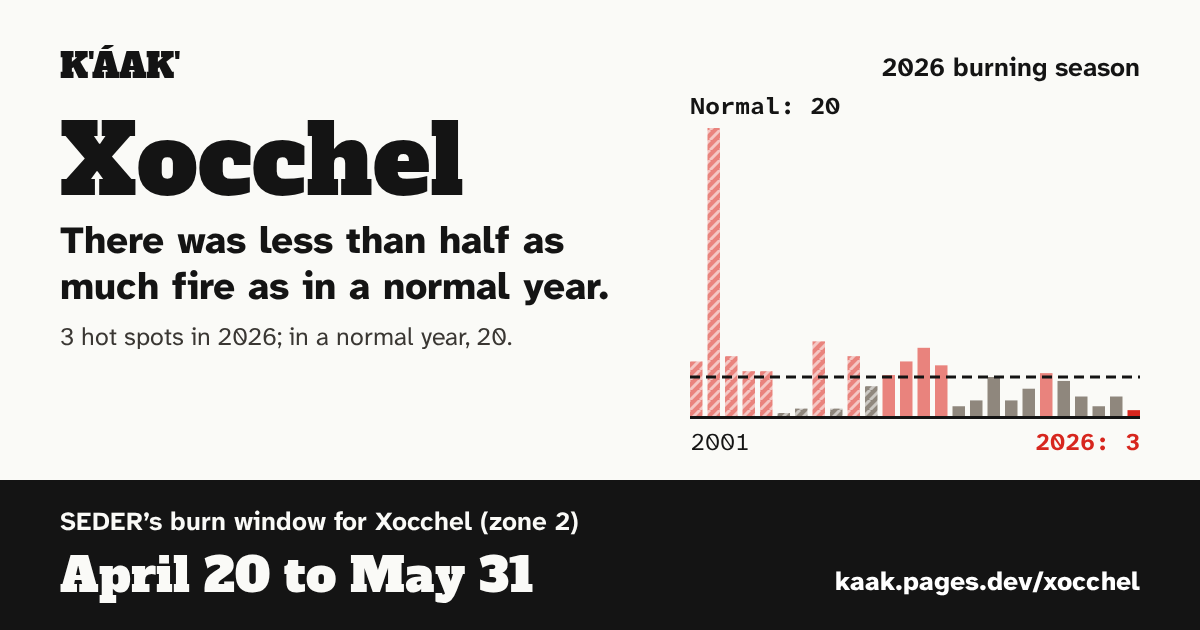 K'ÁAK'
2026 burning season
Xocchel
There was less than half as
much fire as in a normal year.
3 hot spots in 2026; in a normal year, 20.
Normal: 20
2001
2026: 3
SEDER’s burn window for Xocchel (zone 2)
April 20 to May 31
kaak.pages.dev/xocchel